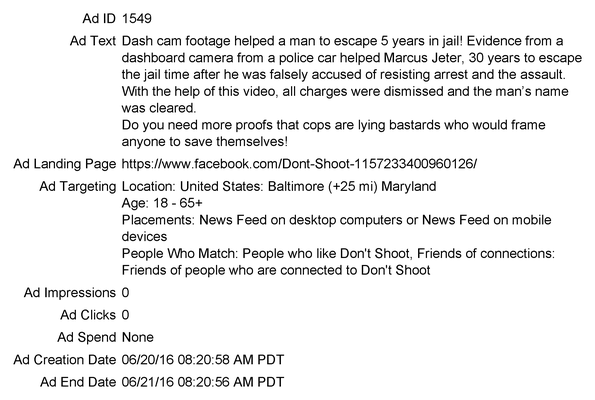 Ad ID 1549
Ad Text Dash cam footage helped a man to escape 5 years in jail! Evidence from a
dashboard camera from a police car helped Marcus Jeter, 30 years to escape
the jail time after he was falsely accused of resisting arrest and the assault.
With the help of this video, all charges were dismissed and the man's name
was cleared.
Do you need more proofs that cops are lying bastards who would frame
anyone to save themselves!
Ad Landing Page https://www.facebook.com/Dont-Shoot-1157233400960126/
Ad Targeting Location: United States: Baltimore (+25 mi) Maryland
Age: 18 - 65+
Placements: News Feed on desktop computers or News Feed on mobile
devices
People Who Match: People who like Don't Shoot, Friends of connections:
Friends of people who are connected to Don't Shoot
Ad Impressions 0
Ad Clicks 0
Ad Spend None
Ad Creation Date 06/20/16 08:20:58 AM PDT
Ad End Date 06/21/16 08:20:56 AM PDT